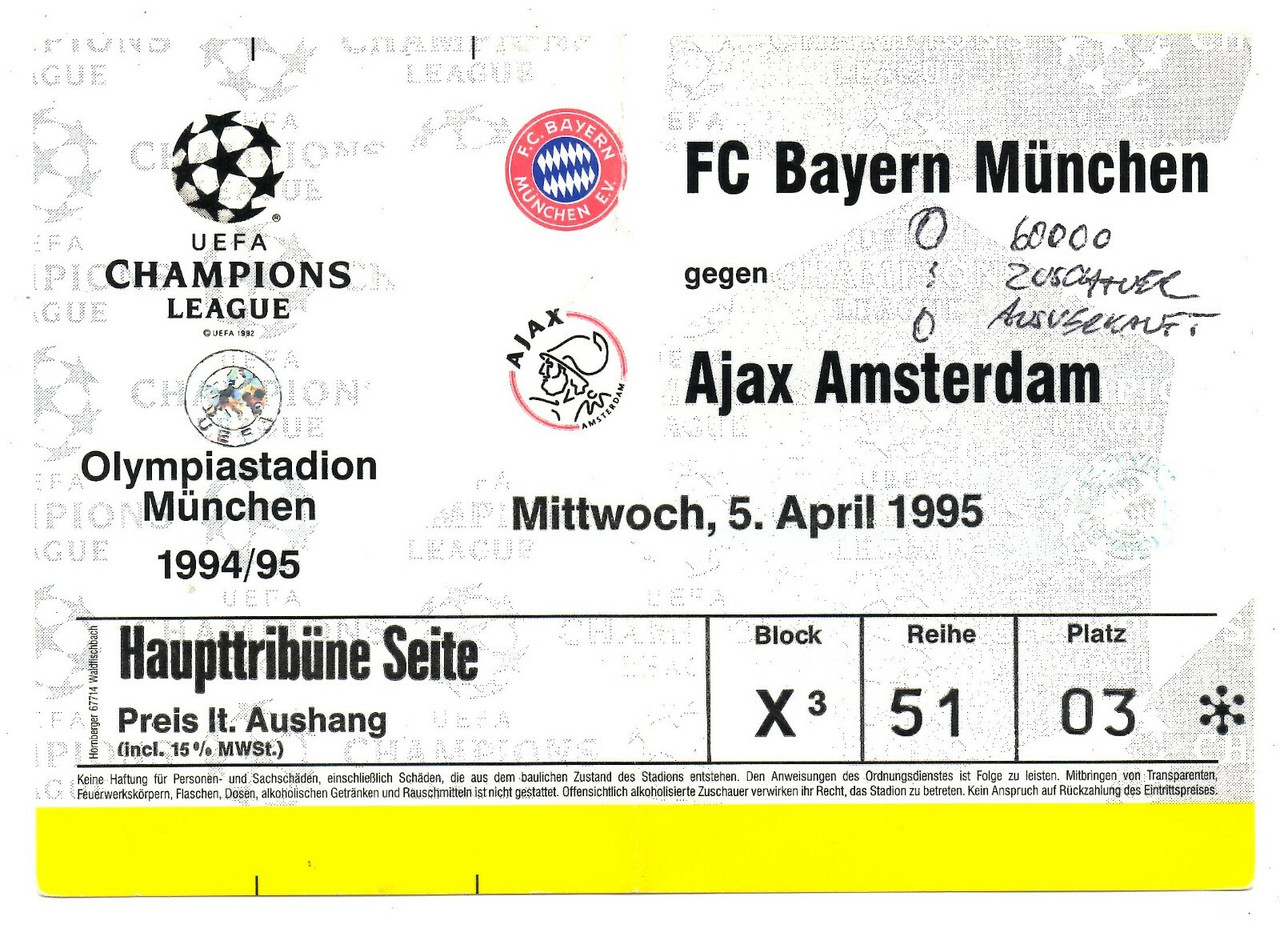 UEFA
CHAMPIONS
LEAGUE
© UEFA 1992
UEFA
Olympiastadion
München
1994/95
F.C. BAYERN
MÜNCHEN E.V.
AJAX
AMSTERDAM
FC Bayern München
0 60000
gegen : ZUSCHAUER
0 AUSVERKAUFT
Ajax Amsterdam
Mittwoch, 5. April 1995
Hornberger 67714 Waldfischbach
Haupttribüne Seite
Preis lt. Aushang
(incl. 15% MWSt.)
Block Reihe Platz
X³ 51 03
Keine Haftung für Personen- und Sachschäden, einschließlich Schäden, die aus dem baulichen Zustand des Stadions entstehen. Den Anweisungen des Ordnungsdienstes ist Folge zu leisten. Mitbringen von Transparenten,
Feuerwerkskörpern, Flaschen, Dosen, alkoholischen Getränken und Rauschmitteln ist nicht gestattet. Offensichtlich alkoholisierte Zuschauer verwirken ihr Recht, das Stadion zu betreten. Kein Anspruch auf Rückzahlung des Eintrittspreises.